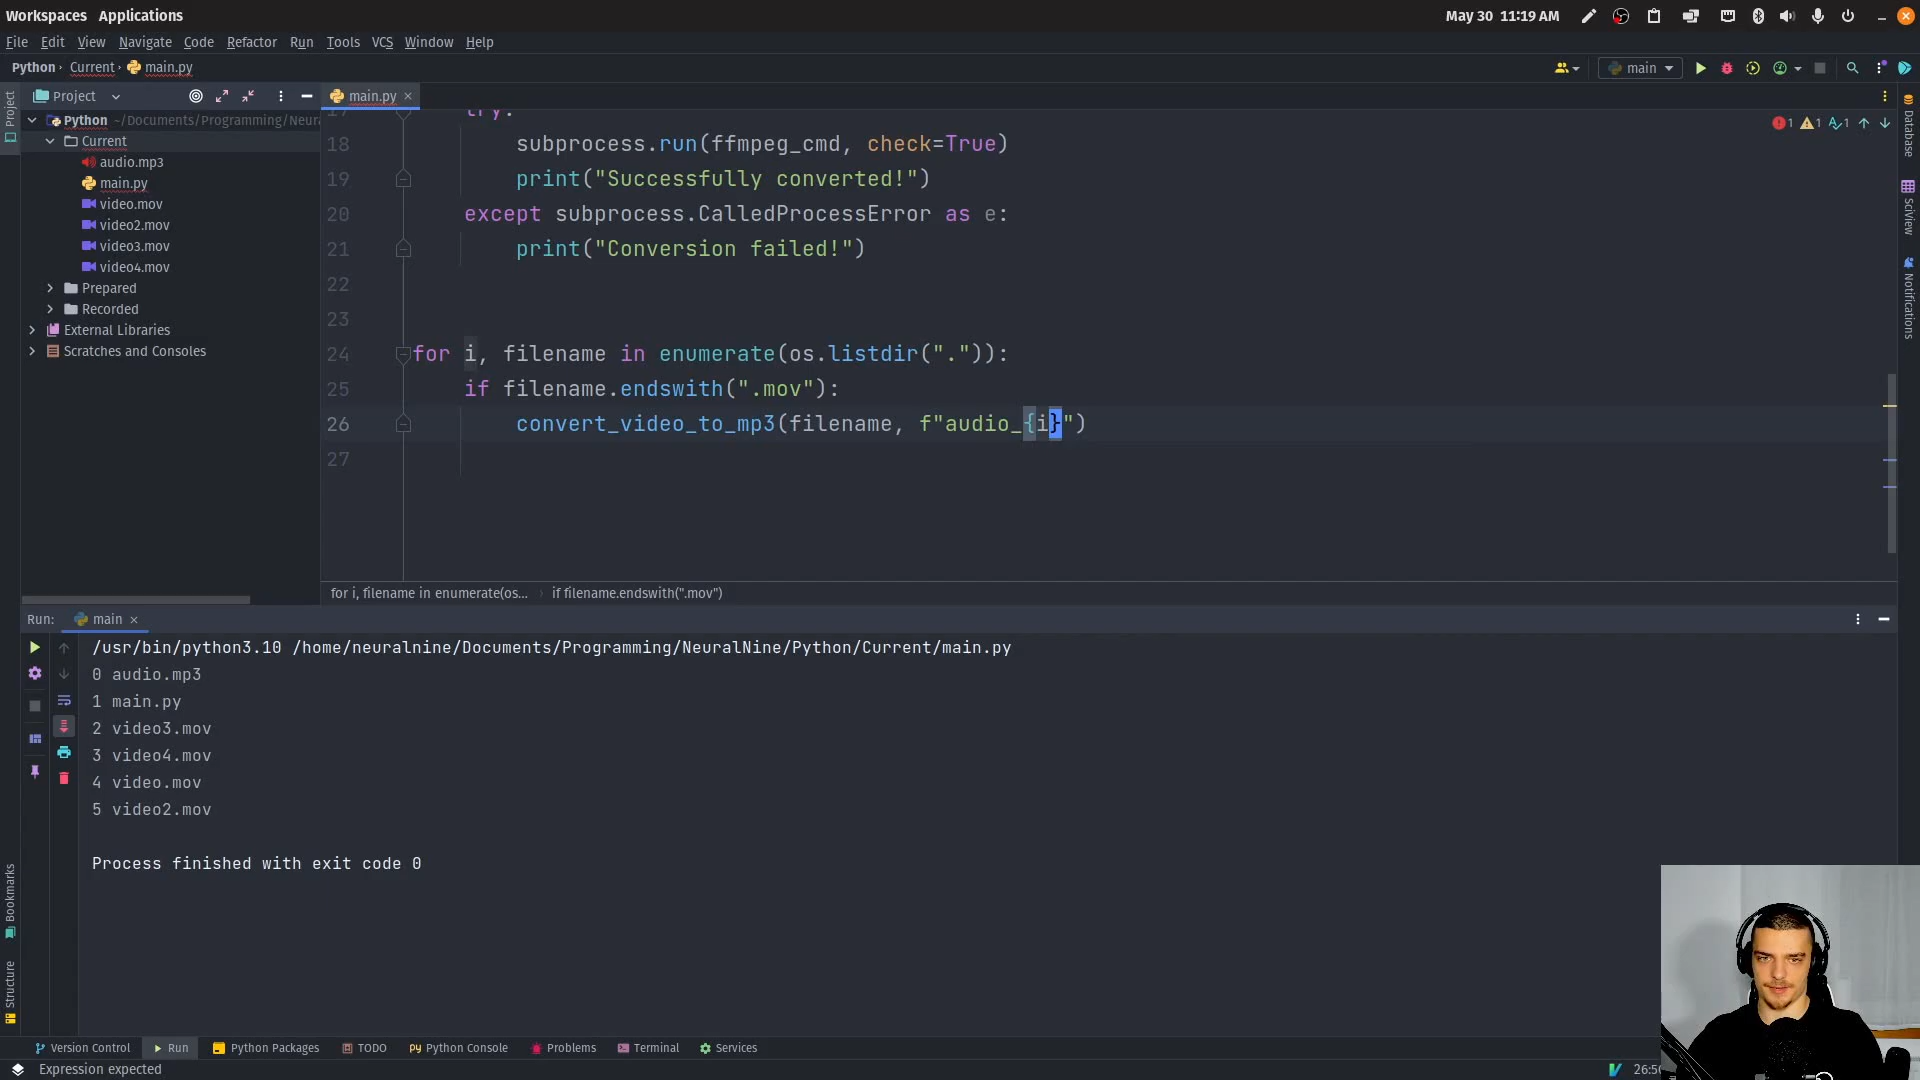 Workspaces Applications
May 30 11:19 AM
File Edit View Navigate Code Refactor Run Tools VCS Window Help
Python › Current › main.py
main
Project
main.py
Python ~/Documents/Programming/Neur
Current
audio.mp3
main.py
video.mov
video2.mov
video3.mov
video4.mov
Prepared
Recorded
External Libraries
Scratches and Consoles
Project
Bookmarks
Structure
Database
SciView
Notifications
1 1 1
17 try:
18 subprocess.run(ffmpeg_cmd, check=True)
19 print("Successfully converted!")
20 except subprocess.CalledProcessError as e:
21 print("Conversion failed!")
22
23
24 for i, filename in enumerate(os.listdir(".")):
25 if filename.endswith(".mov"):
26 convert_video_to_mp3(filename, f"audio_{i}")
27
for i, filename in enumerate(os... › if filename.endswith(".mov")
Run: main
/usr/bin/python3.10 /home/neuralnine/Documents/Programming/NeuralNine/Python/Current/main.py
0 audio.mp3
1 main.py
2 video3.mov
3 video4.mov
4 video.mov
5 video2.mov
Process finished with exit code 0
Version Control Run Python Packages TODO Python Console Problems Terminal Services
Expression expected